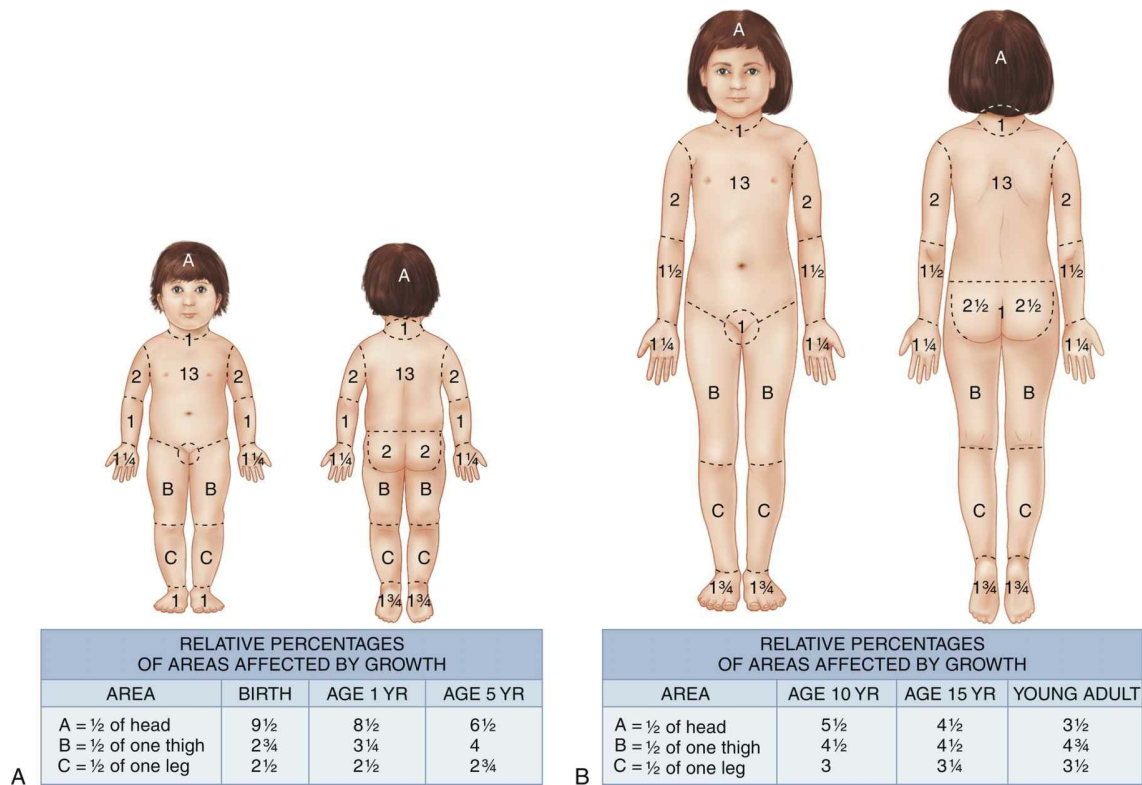 A
A
1
1
2
13
2
2
13
2
1
1
1
1
1¼
1¼
1¼
2
2
1¼
B
B
B
B
C
C
C
C
1
1
1¾
1¾
RELATIVE PERCENTAGES
OF AREAS AFFECTED BY GROWTH
AREA BIRTH AGE 1 YR AGE 5 YR
A = ½ of head 9½ 8½ 6½
B = ½ of one thigh 2¾ 3¼ 4
C = ½ of one leg 2½ 2½ 2¾
A
A
A
1
1
2
13
2
2
13
2
1½
1½
1½
1½
2½
1
2½
1
1¼
1¼
1¼
1¼
B
B
B
B
C
C
C
C
1¾
1¾
1¾
1¾
RELATIVE PERCENTAGES
OF AREAS AFFECTED BY GROWTH
AREA AGE 10 YR AGE 15 YR YOUNG ADULT
A = ½ of head 5½ 4½ 3½
B = ½ of one thigh 4½ 4½ 4¾
C = ½ of one leg 3 3¼ 3½
B